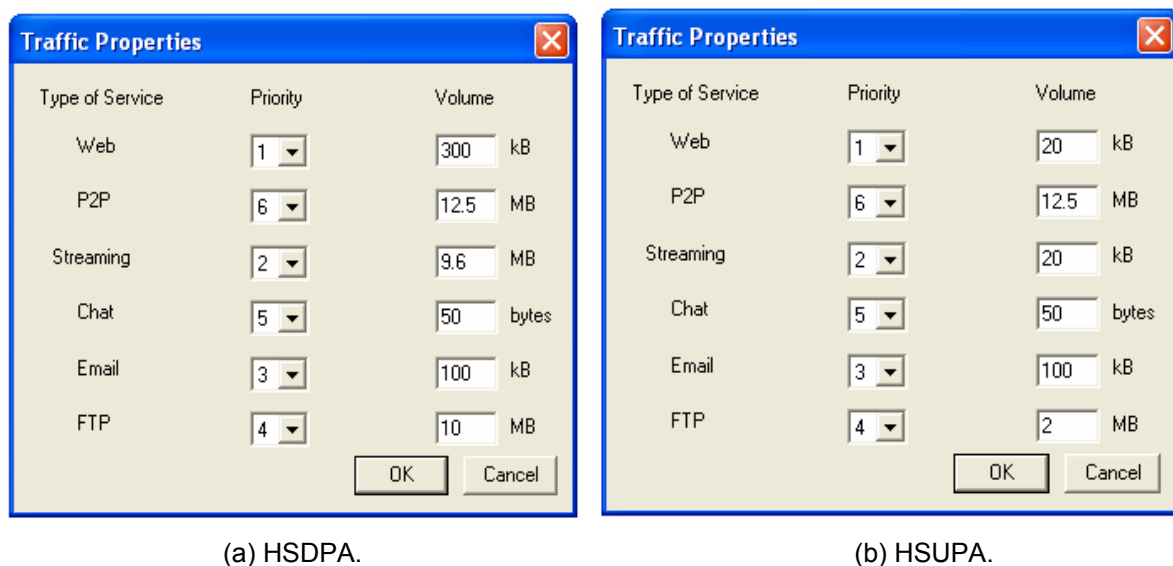 Traffic Properties
Type of Service Priority Volume
Web 1 300 kB
P2P 6 12.5 MB
Streaming 2 9.6 MB
Chat 5 50 bytes
Email 3 100 kB
FTP 4 10 MB
OK Cancel
(a) HSDPA.
Traffic Properties
Type of Service Priority Volume
Web 1 20 kB
P2P 6 12.5 MB
Streaming 2 20 kB
Chat 5 50 bytes
Email 3 100 kB
FTP 4 2 MB
OK Cancel
(b) HSUPA.